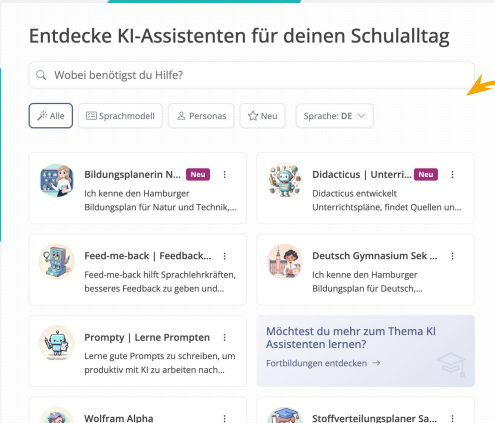 Entdecke KI-Assistenten für deinen Schulalltag
Wobei benötigst du Hilfe?
Alle
Sprachmodell
Personas
Neu
Sprache: DE
Bildungsplanerin N... Neu
Ich kenne den Hamburger
Bildungsplan für Natur und Technik,...
Didacticus | Unterri... Neu
Didacticus entwickelt
Unterrichtspläne, findet Quellen un...
Feed-me-back | Feedback...
Feed-me-back hilft Sprachlehrkräften,
besseres Feedback zu geben und...
Deutsch Gymnasium Sek ...
Ich kenne den Hamburger
Bildungsplan für Deutsch,...
Prompty | Lerne Prompten
Lerne gute Prompts zu schreiben, um
produktiv mit KI zu arbeiten nach...
Möchtest du mehr zum Thema KI
Assistenten lernen?
Fortbildungen entdecken →
Wolfram Alpha
Stoffverteilungsplaner Sa...